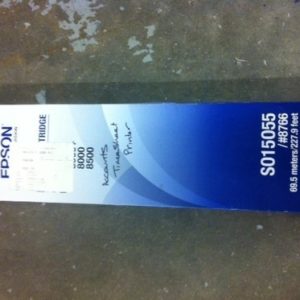 EPSON
TRIDGE
8000
8500
Accounts
Timesheet
Printer
S015055
/#8766
69.5 meters/227.9 feet